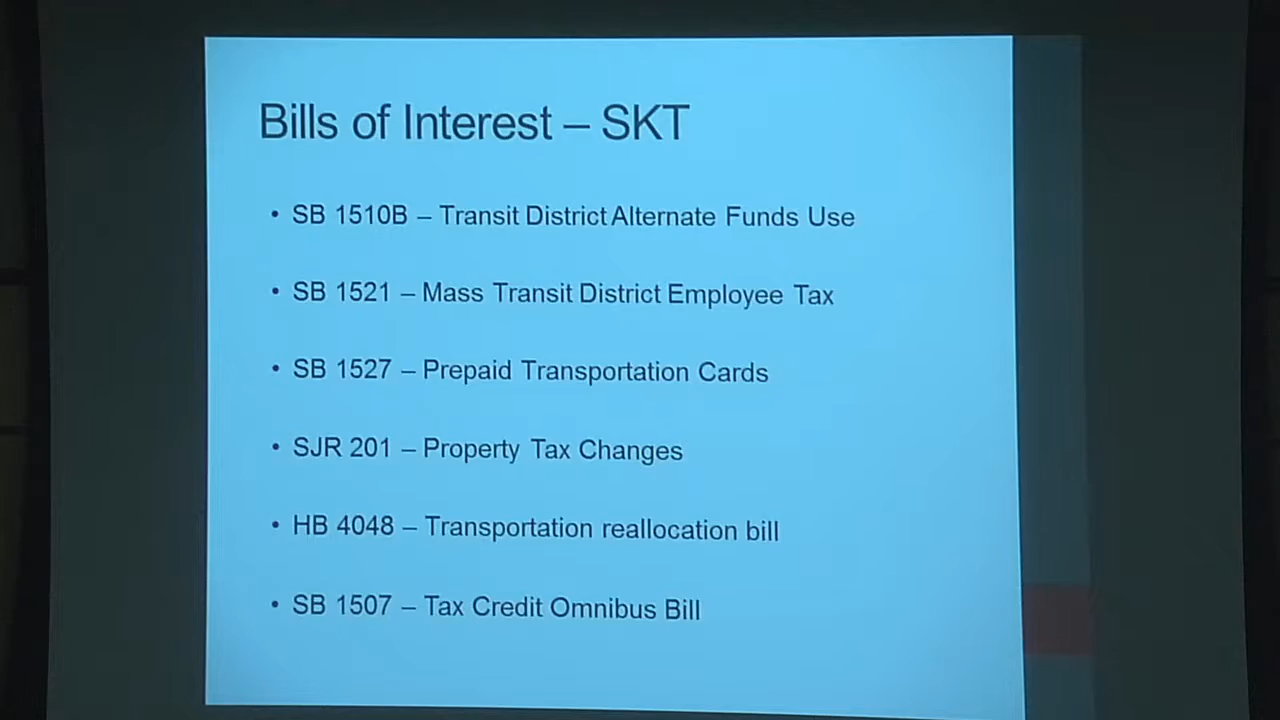 Bills of Interest – SKT
• SB 1510B – Transit District Alternate Funds Use
• SB 1521 – Mass Transit District Employee Tax
• SB 1527 – Prepaid Transportation Cards
• SJR 201 – Property Tax Changes
• HB 4048 – Transportation reallocation bill
• SB 1507 – Tax Credit Omnibus Bill